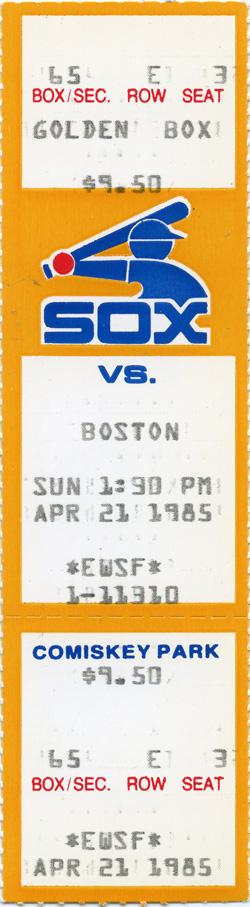 65 E 3
BOX/SEC. ROW SEAT
GOLDEN BOX
$9.50
SOX
VS.
BOSTON
SUN 1:30 PM
APR 21 1985
*EWSF*
1-11310
COMISKEY PARK
$9.50
65 E 3
BOX/SEC. ROW SEAT
*EWSF*
APR 21 1985